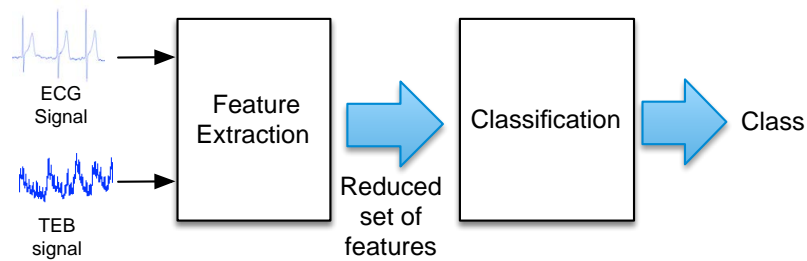 ECG
Signal
TEB
signal
Feature
Extraction
Reduced
set of
features
Classification
Class